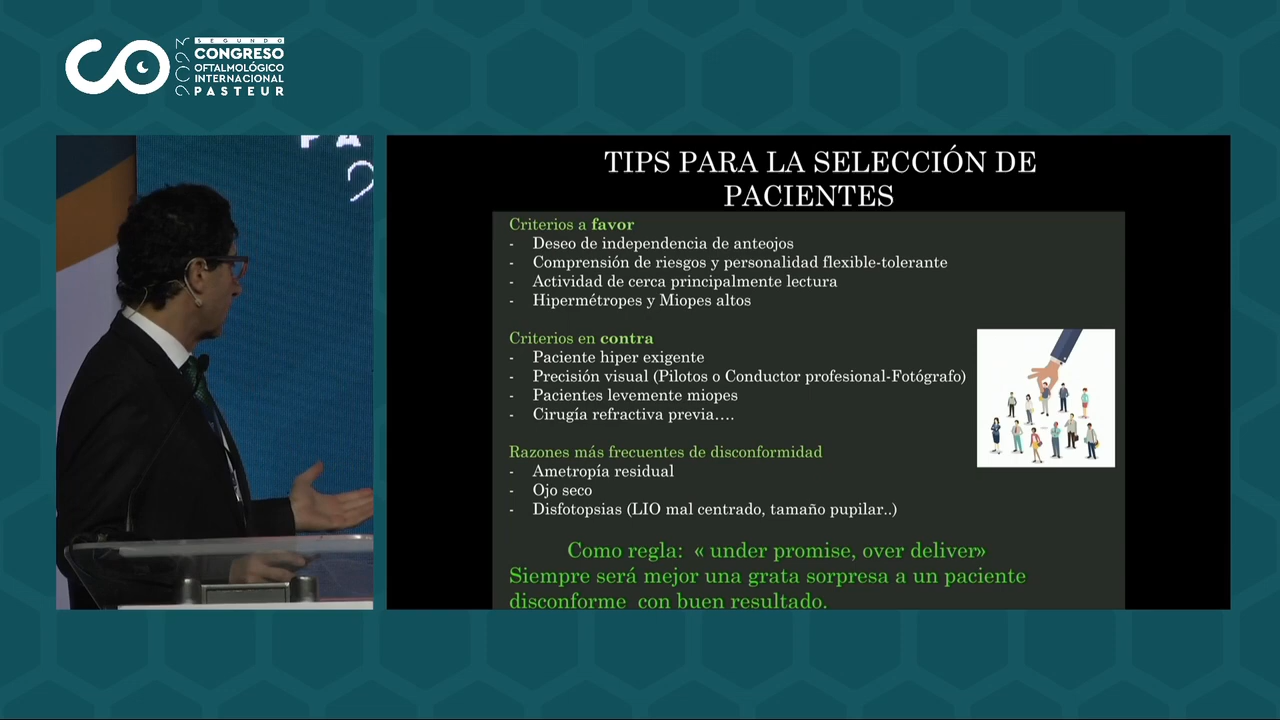 SEGUNDO
CONGRESO
OFTALMOLÓGICO
INTERNACIONAL
PASTEUR
2023
PA
2
TIPS PARA LA SELECCIÓN DE
PACIENTES
Criterios a favor
- Deseo de independencia de anteojos
- Comprensión de riesgos y personalidad flexible-tolerante
- Actividad de cerca principalmente lectura
- Hipermétropes y Miopes altos
Criterios en contra
- Paciente hiper exigente
- Precisión visual (Pilotos o Conductor profesional-Fotógrafo)
- Pacientes levemente miopes
- Cirugía refractiva previa....
Razones más frecuentes de disconformidad
- Ametropía residual
- Ojo seco
- Disfotopsias (LIO mal centrado, tamaño pupilar..)
Como regla: « under promise, over deliver»
Siempre será mejor una grata sorpresa a un paciente
disconforme con buen resultado.